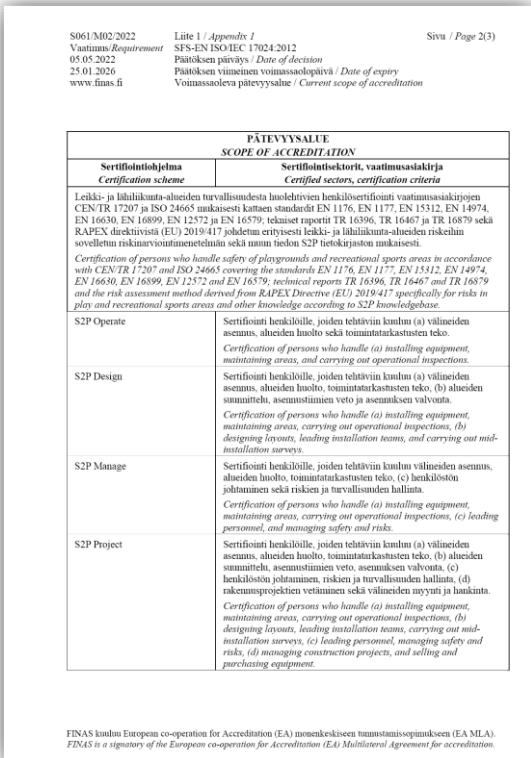 S061/M02/2022 Liite 1 / Appendix 1 Sivu / Page 2(3)
Vaatimus/Requirement SFS-EN ISO/IEC 17024:2012
05.05.2022 Päätöksen päiväys / Date of decision
25.01.2026 Päätöksen viimeinen voimassaolopäivä / Date of expiry
www.finas.fi Voimassaoleva pätevyysalue / Current scope of accreditation
PÄTEVYYSALUE
SCOPE OF ACCREDITATION
Sertifiointiohjelma Sertifiointisektorit, vaatimusasiakirja
Certification scheme Certified sectors, certification criteria
Leikki- ja lähiliikunta-alueiden turvallisuudesta huolehtivien henkilösertifiointi vaatimusasiakirjojen
CEN/TR 17207 ja ISO 24665 mukaisesti kattaen standardit EN 1176, EN 1177, EN 15312, EN 14974,
EN 16630, EN 16899, EN 12572 ja EN 16579; tekniset raportit TR 16396, TR 16467 ja TR 16879 sekä
RAPEX direktiivistä (EU) 2019/417 johdetun erityisesti leikki- ja lähiliikunta-alueiden riskeihin
sovelletun riskinarviointimenetelmän sekä muun tiedon S2P tietokirjaston mukaisesti.
Certification of persons who handle safety of playgrounds and recreational sports areas in accordance
with CEN/TR 17207 and ISO 24665 covering the standards EN 1176, EN 1177, EN 15312, EN 14974,
EN 16630, EN 16899, EN 12572 and EN 16579; technical reports TR 16396, TR 16467 and TR 16879
and the risk assessment method derived from RAPEX Directive (EU) 2019/417 specifically for risks in
play and recreational sports areas and other knowledge according to S2P knowledgebase.
S2P Operate Sertifiointi henkilöille, joiden tehtäviin kuuluu (a) välineiden
asennus, alueiden huolto sekä toimintatarkastusten teko.
Certification of persons who handle (a) installing equipment,
maintaining areas, and carrying out operational inspections.
S2P Design Sertifiointi henkilöille, joiden tehtäviin kuuluu (a) välineiden
asennus, alueiden huolto, toimintatarkastusten teko, (b) alueiden
suunnittelu, asennustiimien veto ja asennuksen valvonta.
Certification of persons who handle (a) installing equipment,
maintaining areas, carrying out operational inspections, (b)
designing layouts, leading installation teams, and carrying out mid-
installation surveys.
S2P Manage Sertifiointi henkilöille, joiden tehtäviin kuuluu välineiden asennus,
alueiden huolto, toimintatarkastusten teko, (c) henkilöstön
johtaminen sekä riskien ja turvallisuuden hallinta.
Certification of persons who handle (a) installing equipment,
maintaining areas, carrying out operational inspections, (c) leading
personnel, and managing safety and risks.
S2P Project Sertifiointi henkilöille, joiden tehtäviin kuuluu (a) välineiden
asennus, alueiden huolto, toimintatarkastusten teko, (b) alueiden
suunnittelu, asennustiimien veto, asennuksen valvonta, (c)
henkilöstön johtaminen, riskien ja turvallisuuden hallinta, (d)
rakennusprojektien vetäminen sekä välineiden myynti ja hankinta.
Certification of persons who handle (a) installing equipment,
maintaining areas, carrying out operational inspections, (b)
designing layouts, leading installation teams, carrying out mid-
installation surveys, (c) leading personnel, managing safety and
risks, (d) managing construction projects, and selling and
purchasing equipment.
FINAS kuuluu European co-operation for Accreditation (EA) monenkeskiseen tunnustamissopimukseen (EA MLA).
FINAS is a signatory of the European co-operation for Accreditation (EA) Multilateral Agreement for accreditation.